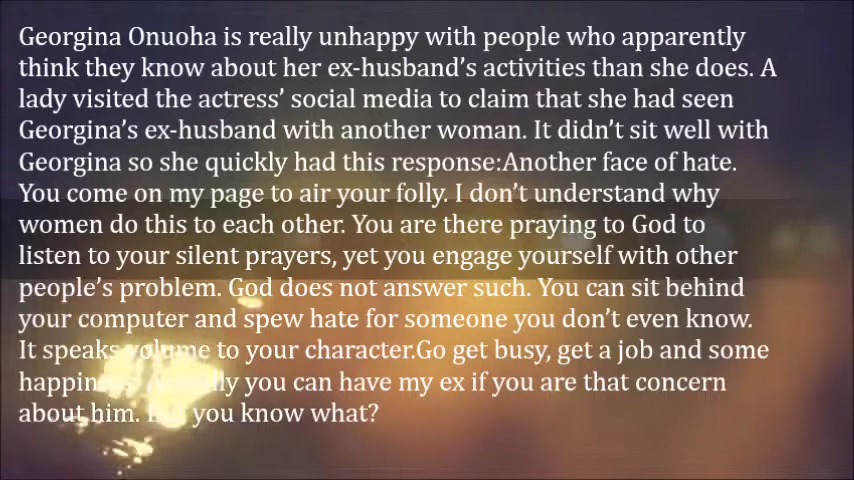 Georgina Onuoha is really unhappy with people who apparently
think they know about her ex-husband's activities than she does. A
lady visited the actress' social media to claim that she had seen
Georgina's ex-husband with another woman. It didn't sit well with
Georgina so she quickly had this response:Another face of hate.
You come on my page to air your folly. I don't understand why
women do this to each other. You are there praying to God to
listen to your silent prayers, yet you engage yourself with other
people's problem. God does not answer such. You can sit behind
your computer and spew hate for someone you don't even know.
It speaks volume to your character.Go get busy, get a job and some
you can have my ex if you are that concern
about him. you know what?